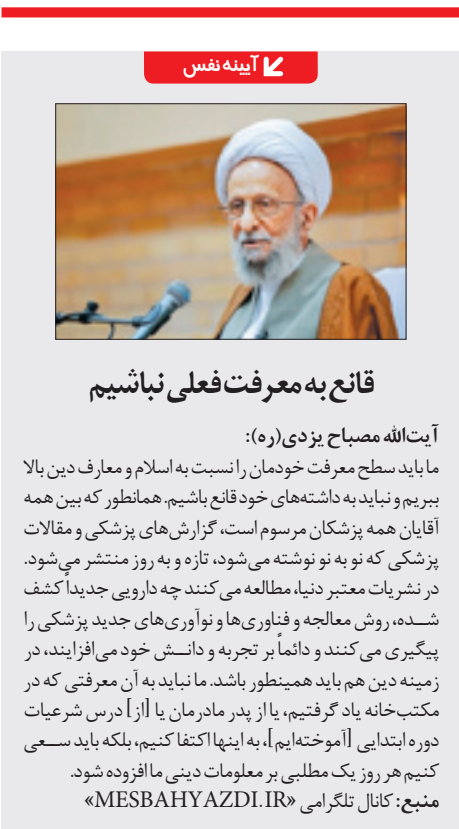 آیینه نفس
قانع به معرفت فعلی نباشیم
آیت‌الله مصباح یزدی(ره):
ما باید سطح معرفت خودمان را نسبت به اسلام و معارف دین بالا
ببریم و نباید به داشته‌های خود قانع باشیم. همانطور که بین همه
آقایان همه پزشکان مرسوم است، گزارش‌های پزشکی و مقالات
پزشکی که نو به نو نوشته می‌شود، تازه و به روز منتشر می‌شود.
در نشریات معتبر دنیا، مطالعه می‌کنند چه دارویی جدیداً کشف
شده، روش معالجه و فناوری‌ها و نوآوری‌های جدید پزشکی را
پیگیری می‌کنند و دائماً بر تجربه و دانش خود می‌افزایند، در
زمینه دین هم باید همینطور باشد. ما نباید به آن معرفتی که در
مکتب‌خانه یاد گرفتیم، یا از پدر مادرمان یا [از] درس شرعیات
دوره ابتدایی [آموخته‌ایم]، به اینها اکتفا کنیم، بلکه باید سعی
کنیم هر روز یک مطلبی بر معلومات دینی ما افزوده شود.
منبع: کانال تلگرامی «MESBAHYAZDI.IR»